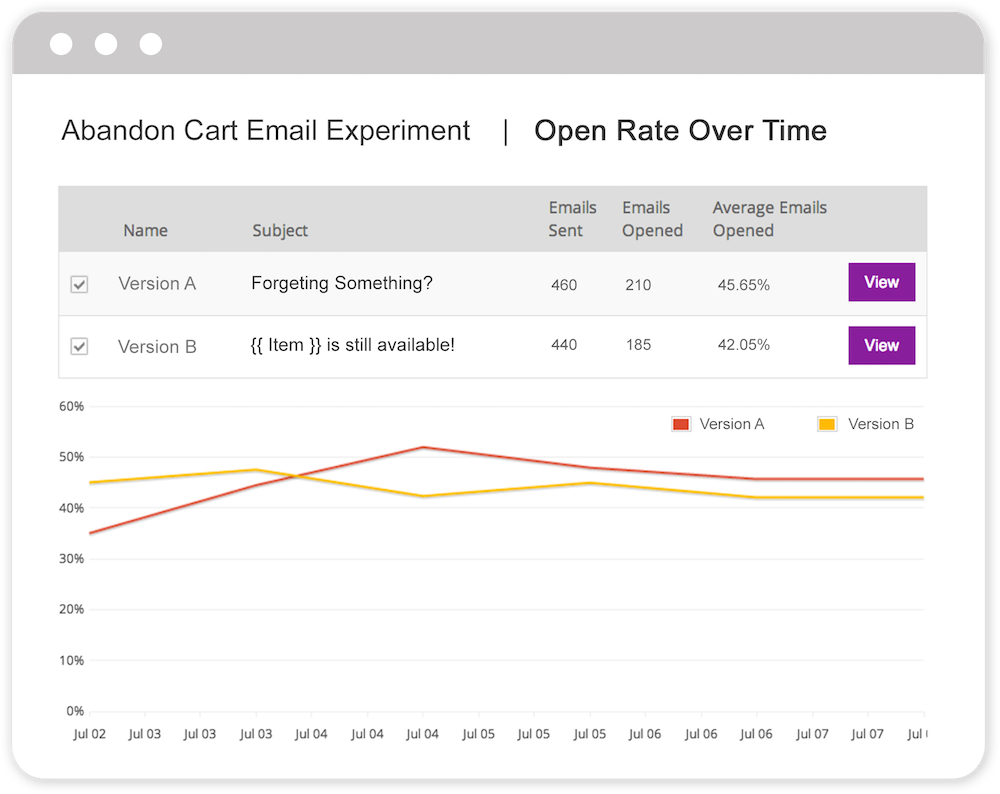 Abandon Cart Email Experiment | Open Rate Over Time
Name Subject Emails Sent Emails Opened Average Emails Opened
Version A Forgeting Something? 460 210 45.65% View
Version B {{ Item }} is still available! 440 185 42.05% View
Version A Version B
60%
50%
40%
30%
20%
10%
0%
Jul 02 Jul 03 Jul 03 Jul 03 Jul 04 Jul 04 Jul 04 Jul 05 Jul 05 Jul 05 Jul 06 Jul 06 Jul 06 Jul 07 Jul 07 Jul